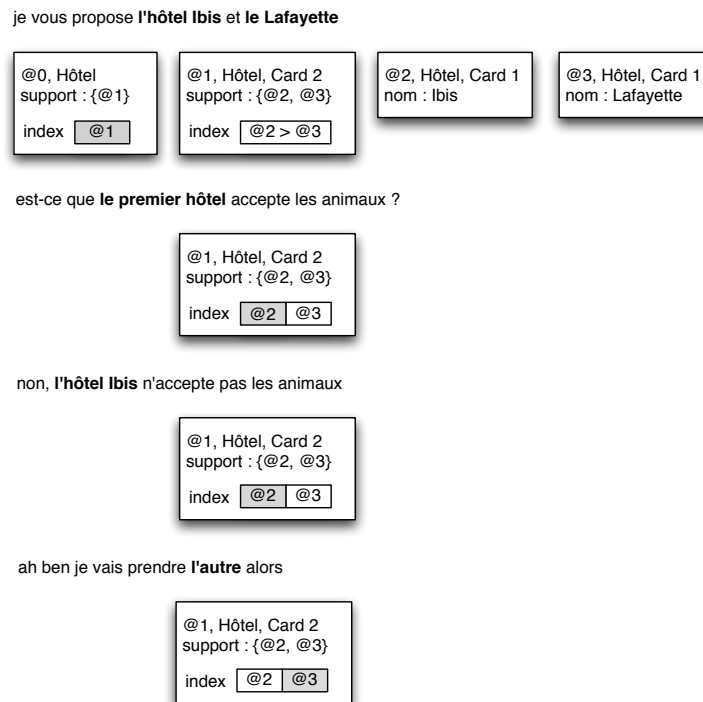 je vous propose l'hôtel Ibis et le Lafayette
@0, Hôtel
support : {@1}
index @1
@1, Hôtel, Card 2
support : {@2, @3}
index @2 > @3
@2, Hôtel, Card 1
nom : Ibis
@3, Hôtel, Card 1
nom : Lafayette
est-ce que le premier hôtel accepte les animaux ?
@1, Hôtel, Card 2
support : {@2, @3}
index @2 @3
non, l'hôtel Ibis n'accepte pas les animaux
@1, Hôtel, Card 2
support : {@2, @3}
index @2 @3
ah ben je vais prendre l'autre alors
@1, Hôtel, Card 2
support : {@2, @3}
index @2 @3